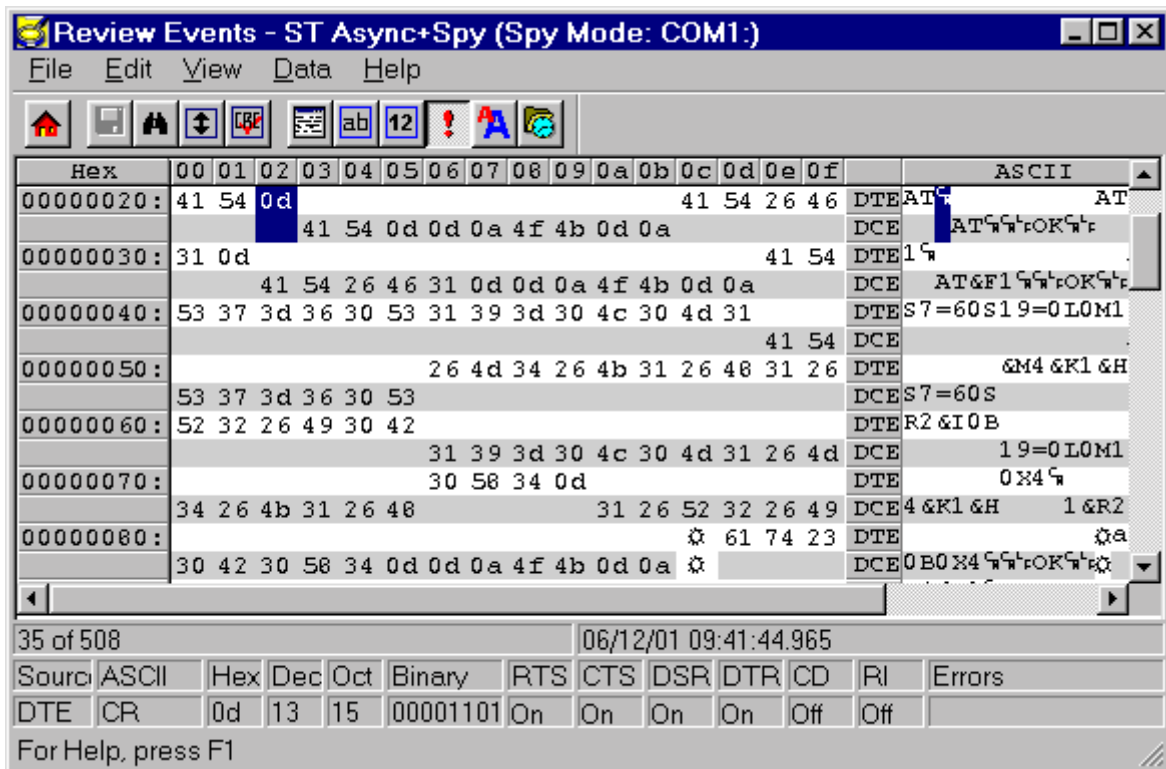 Review Events - ST Async+Spy (Spy Mode: COM1:)
File Edit View Data Help
ab 12
Hex 00 01 02 03 04 05 06 07 08 09 0a 0b 0c 0d 0e 0f ASCII
00000020: 41 54 0d 41 54 26 46 DTE AT␍ AT
41 54 0d 0d 0a 4f 4b 0d 0a DCE AT␍␍␊OK␍␊
00000030: 31 0d 41 54 DTE 1␍
41 54 26 46 31 0d 0d 0a 4f 4b 0d 0a DCE AT&F1␍␍␊OK␍␊
00000040: 53 37 3d 36 30 53 31 39 3d 30 4c 30 4d 31 DTE S7=60S19=0L0M1
41 54 DCE
00000050: 26 4d 34 26 4b 31 26 48 31 26 DTE &M4&K1&H
53 37 3d 36 30 53 DCE S7=60S
00000060: 52 32 26 49 30 42 DTE R2&I0B
31 39 3d 30 4c 30 4d 31 26 4d DCE 19=0L0M1
00000070: 30 58 34 0d DTE 0X4␍
34 26 4b 31 26 48 31 26 52 32 26 49 DCE 4&K1&H 1&R2
00000080: ☼ 61 74 23 DTE ☼a
30 42 30 58 34 0d 0d 0a 4f 4b 0d 0a ☼ DCE 0B0X4␍␍␊OK␍␊☼
35 of 508 06/12/01 09:41:44.965
Sourc ASCII Hex Dec Oct Binary RTS CTS DSR DTR CD RI Errors
DTE CR 0d 13 15 00001101 On On On On Off Off
For Help, press F1